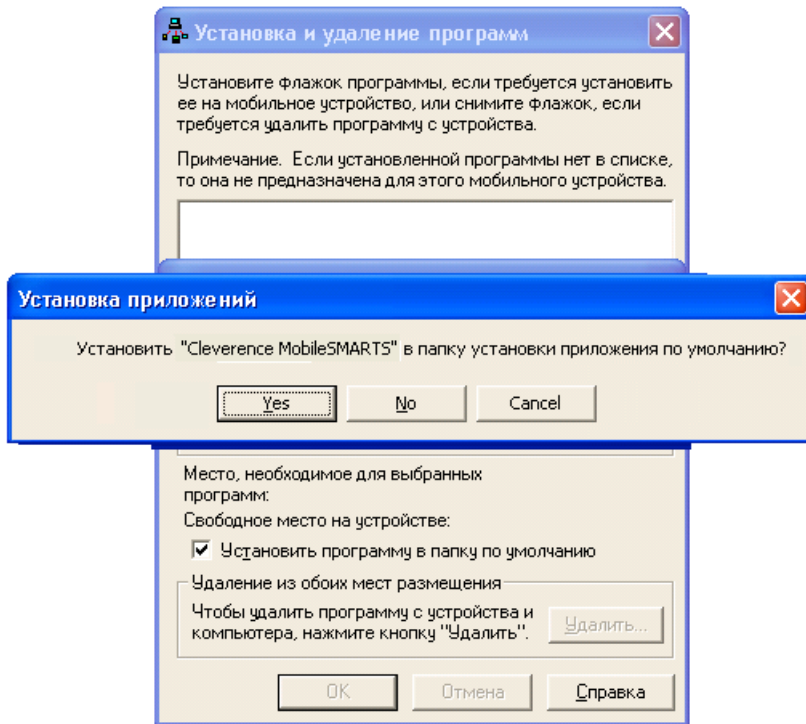 Установка и удаление программ
Установите флажок программы, если требуется установить
ее на мобильное устройство, или снимите флажок, если
требуется удалить программу с устройства.
Примечание. Если установленной программы нет в списке,
то она не предназначена для этого мобильного устройства.
Установка приложений
Установить "Cleverence MobileSMARTS" в папку установки приложения по умолчанию?
Yes No Cancel
Место, необходимое для выбранных
программ:
Свободное место на устройстве:
Установить программу в папку по умолчанию
Удаление из обоих мест размещения
Чтобы удалить программу с устройства и
компьютера, нажмите кнопку "Удалить".
Удалить...
OK Отмена Справка